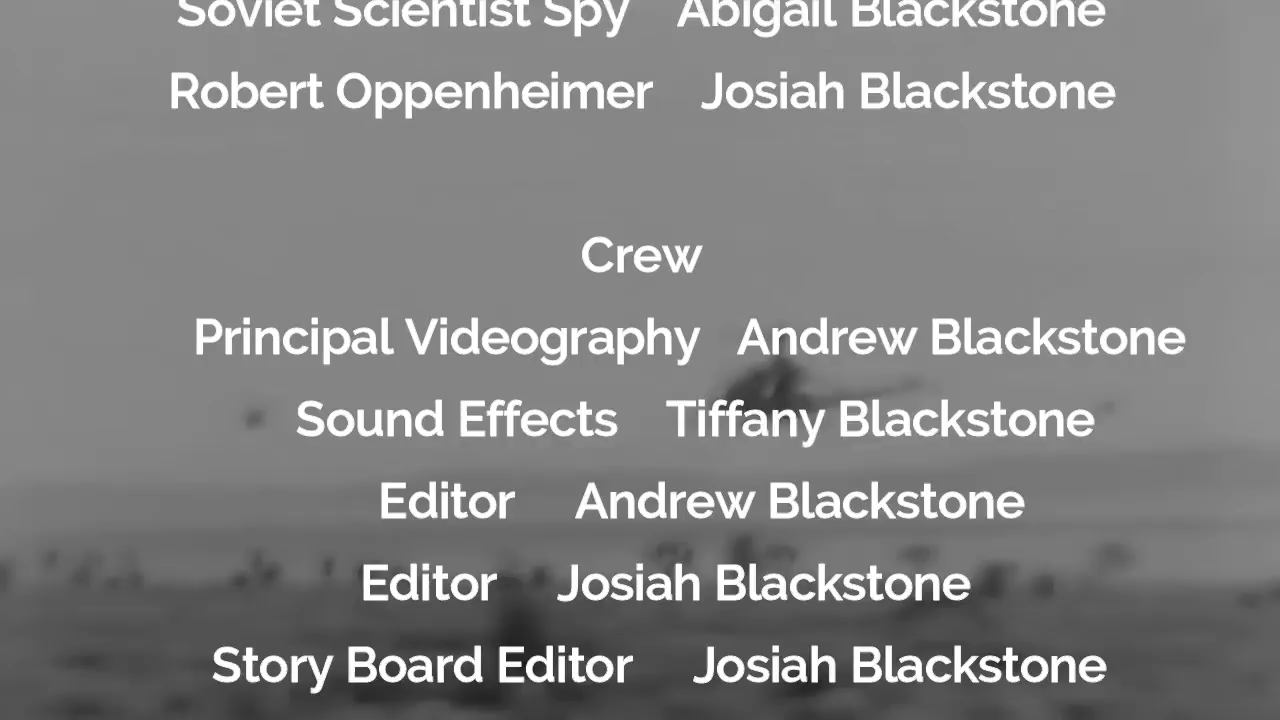 Soviet Scientist Spy Abigail Blackstone
Robert Oppenheimer Josiah Blackstone
Crew
Principal Videography Andrew Blackstone
Sound Effects Tiffany Blackstone
Editor Andrew Blackstone
Editor Josiah Blackstone
Story Board Editor Josiah Blackstone